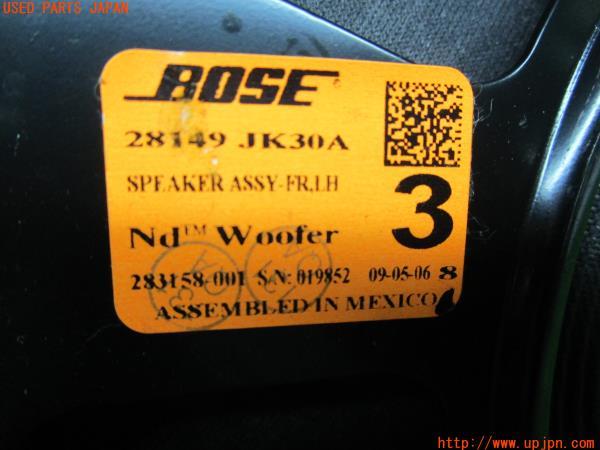 USED PARTS JAPAN
BOSE
28149 JK30A
SPEAKER ASSY-FR,LH
3
Nd™ Woofer
283158-001 S/N: 019852 09-05-06 8
ASSEMBLED IN MEXICO
http://www.upjpn.com/